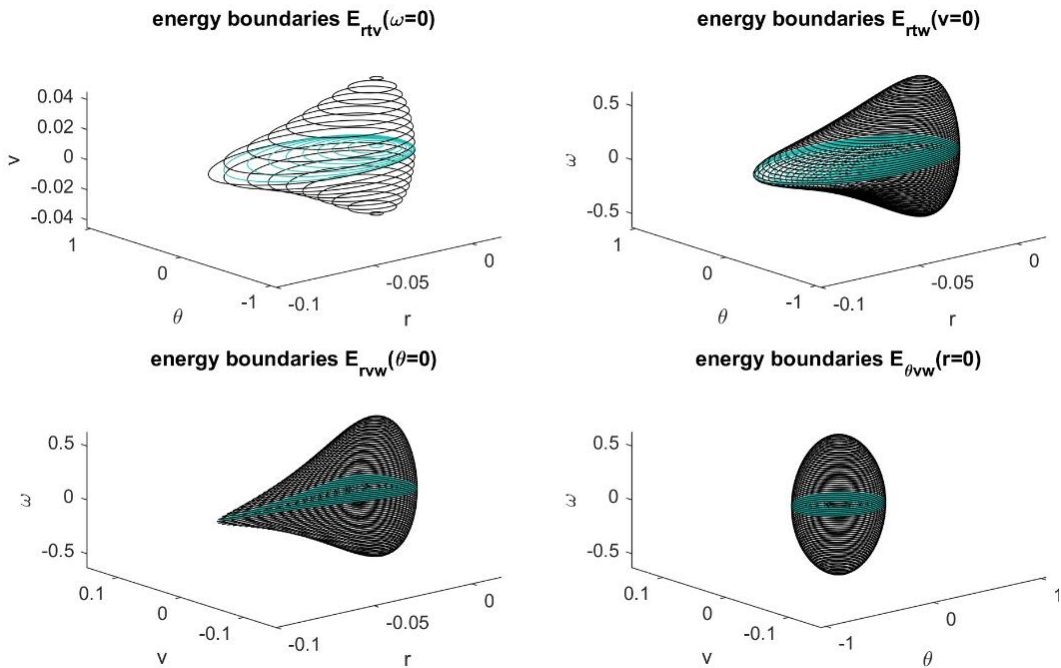 energy boundaries E_rtv(ω=0)
energy boundaries E_rtw(v=0)
0.04
0.02
0
-0.02
-0.04
v
1
0
-1
θ
-0.1
-0.05
0
r
0.5
0
-0.5
ω
1
0
-1
θ
-0.1
-0.05
0
r
energy boundaries E_rvw(θ=0)
energy boundaries E_θvw(r=0)
0.5
0
-0.5
ω
0.1
0
-0.1
v
-0.1
-0.05
0
r
0.5
0
-0.5
ω
0.1
0
-0.1
v
-1
0
1
θ